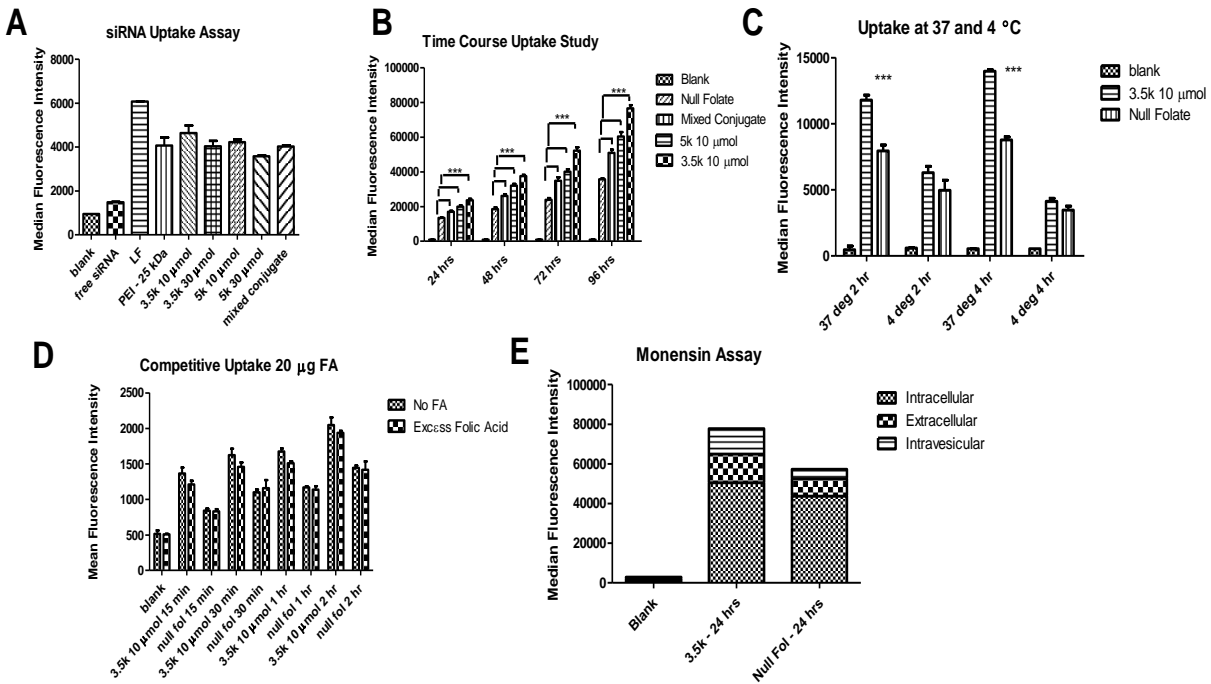 A
siRNA Uptake Assay
Median Fluorescence Intensity
8000
6000
4000
2000
0
blank
free siRNA
LF
PEI - 25 kDa
3.5k 10 μmol
3.5k 30 μmol
5k 10 μmol
5k 30 μmol
mixed conjugate
B
Time Course Uptake Study
Median Fluorescence Intensity
100000
80000
60000
40000
20000
0
***
***
***
***
24 hrs
48 hrs
72 hrs
96 hrs
Blank
Null Folate
Mixed Conjugate
5k 10 μmol
3.5k 10 μmol
C
Uptake at 37 and 4 °C
Median Fluorescence Intensity
15000
10000
5000
0
***
***
37 deg 2 hr
4 deg 2 hr
37 deg 4 hr
4 deg 4 hr
blank
3.5k 10 μmol
Null Folate
D
Competitive Uptake 20 μg FA
Mean Fluorescence Intensity
2500
2000
1500
1000
500
0
blank
3.5k 10 μmol 15 min
null fol 15 min
3.5k 10 μmol 30 min
null fol 30 min
3.5k 10 μmol 1 hr
null fol 1 hr
3.5k 10 μmol 2 hr
null fol 2 hr
No FA
Excess Folic Acid
E
Monensin Assay
Median Fluorescence Intensity
100000
80000
60000
40000
20000
0
Blank
3.5k - 24 hrs
Null Fol - 24 hrs
Intracellular
Extracellular
Intravesicular